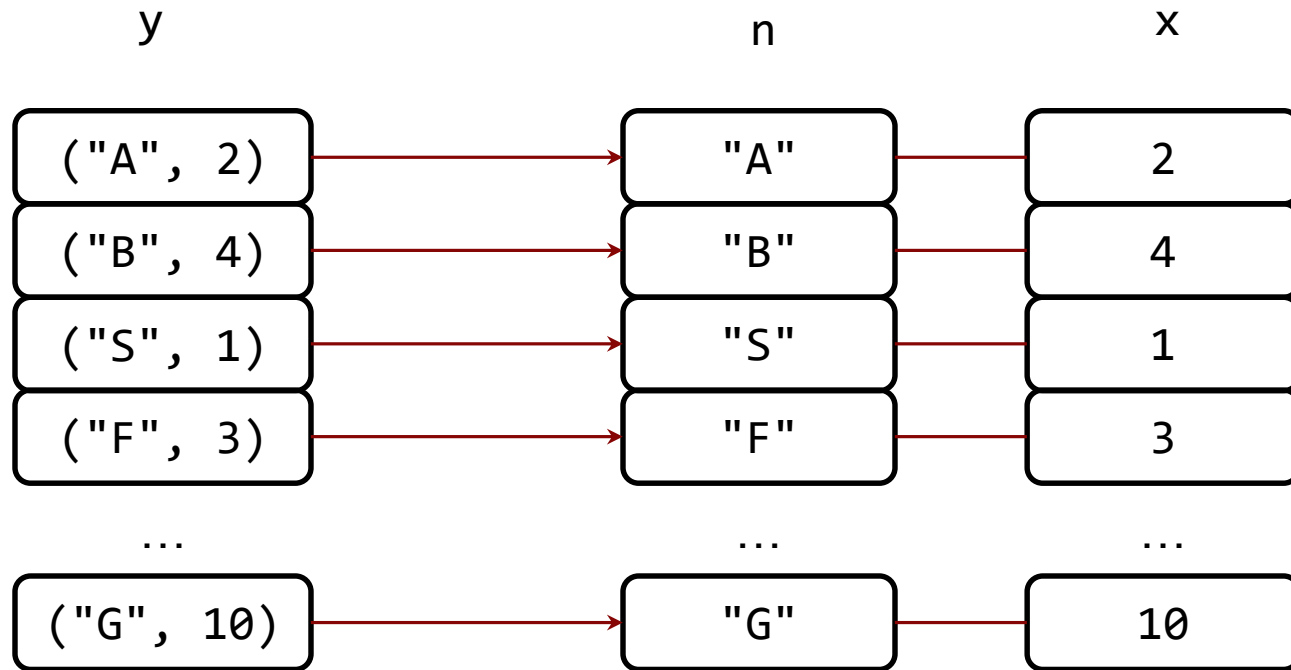 y n x
("A", 2) "A" 2
("B", 4) "B" 4
("S", 1) "S" 1
("F", 3) "F" 3
... ... ...
("G", 10) "G" 10